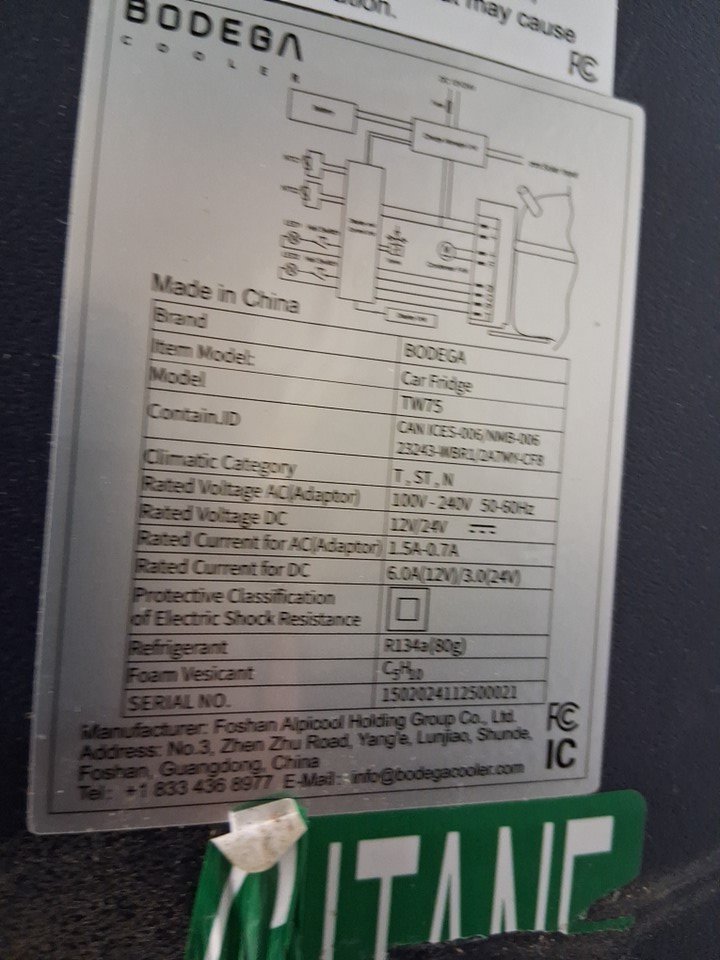 may cause
FC
BODEGA
COOLER
Made in China
Brand BODEGA
Item Model: Car Fridge
Model TW75
Contain.ID CAN ICES-006/NMB-006
23243-WBR1/2A7MY-CF8
Climatic Category T , ST , N
Rated Voltage AC(Adaptor) 100V - 240V 50-60Hz
Rated Voltage DC 12V/24V
Rated Current for AC(Adaptor) 1.5A-0.7A
Rated Current for DC 6.0A(12V)/3.0(24V)
Protective Classification
of Electric Shock Resistance
Refrigerant R134a(80g)
Foam Vesicant C₅H₁₀
SERIAL NO. 1502024112500021
Manufacturer: Foshan Alpicool Holding Group Co., Ltd.
Address: No.3, Zhen Zhu Road, Yang'e, Lunjiao, Shunde,
Foshan, Guangdong, China
Tel: +1 833 436 8977 E-Mail: info@bodegacooler.com
FC
IC